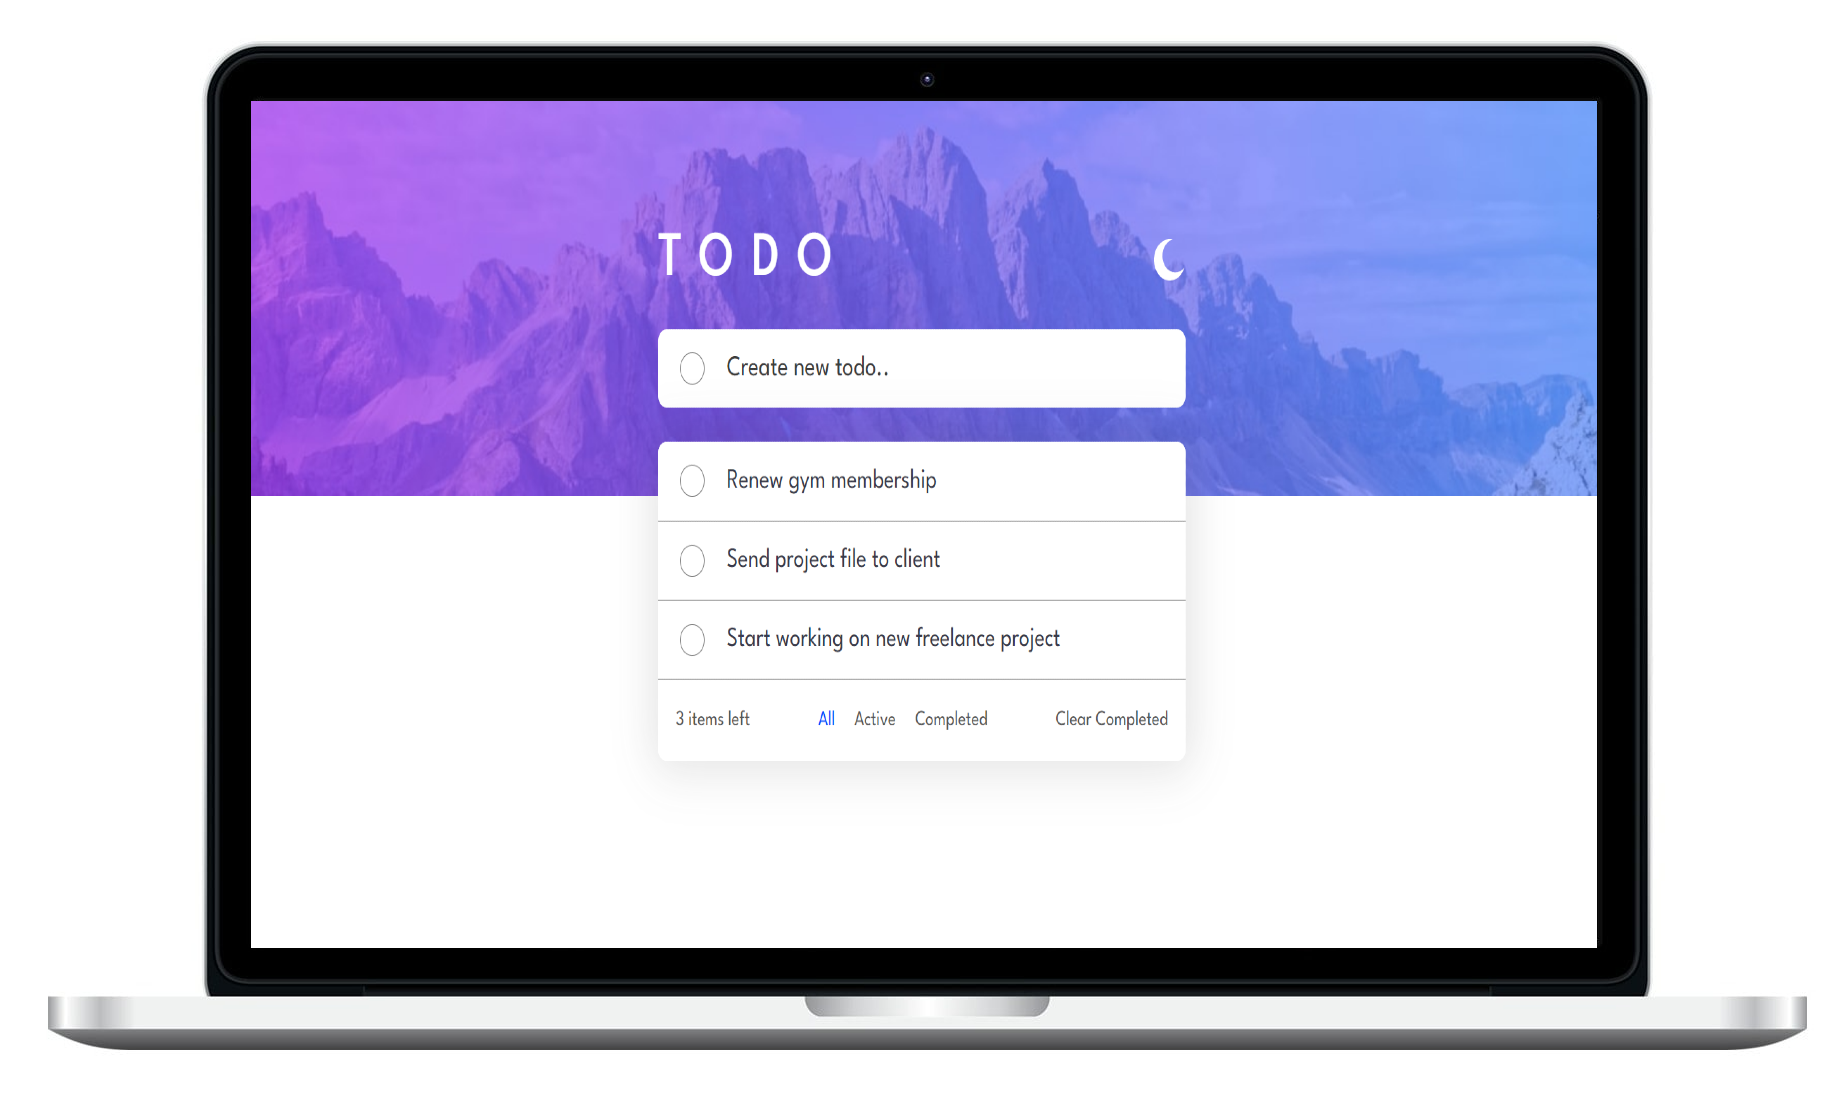 TODO
Create new todo..
Renew gym membership
Send project file to client
Start working on new freelance project
3 items left All Active Completed Clear Completed